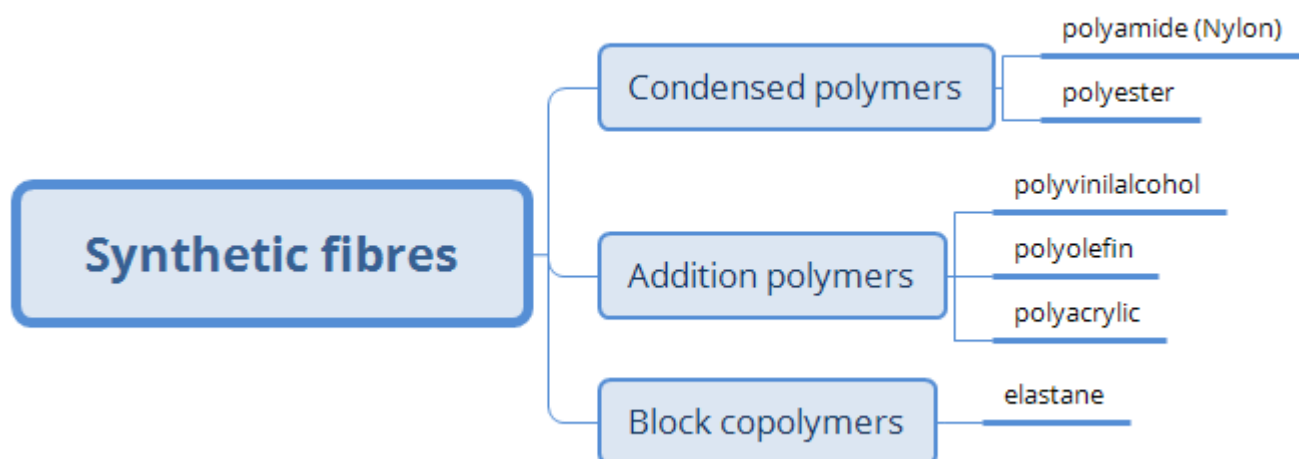 Synthetic fibres
Condensed polymers
polyamide (Nylon)
polyester
Addition polymers
polyvinilalcohol
polyolefin
polyacrylic
Block copolymers
elastane